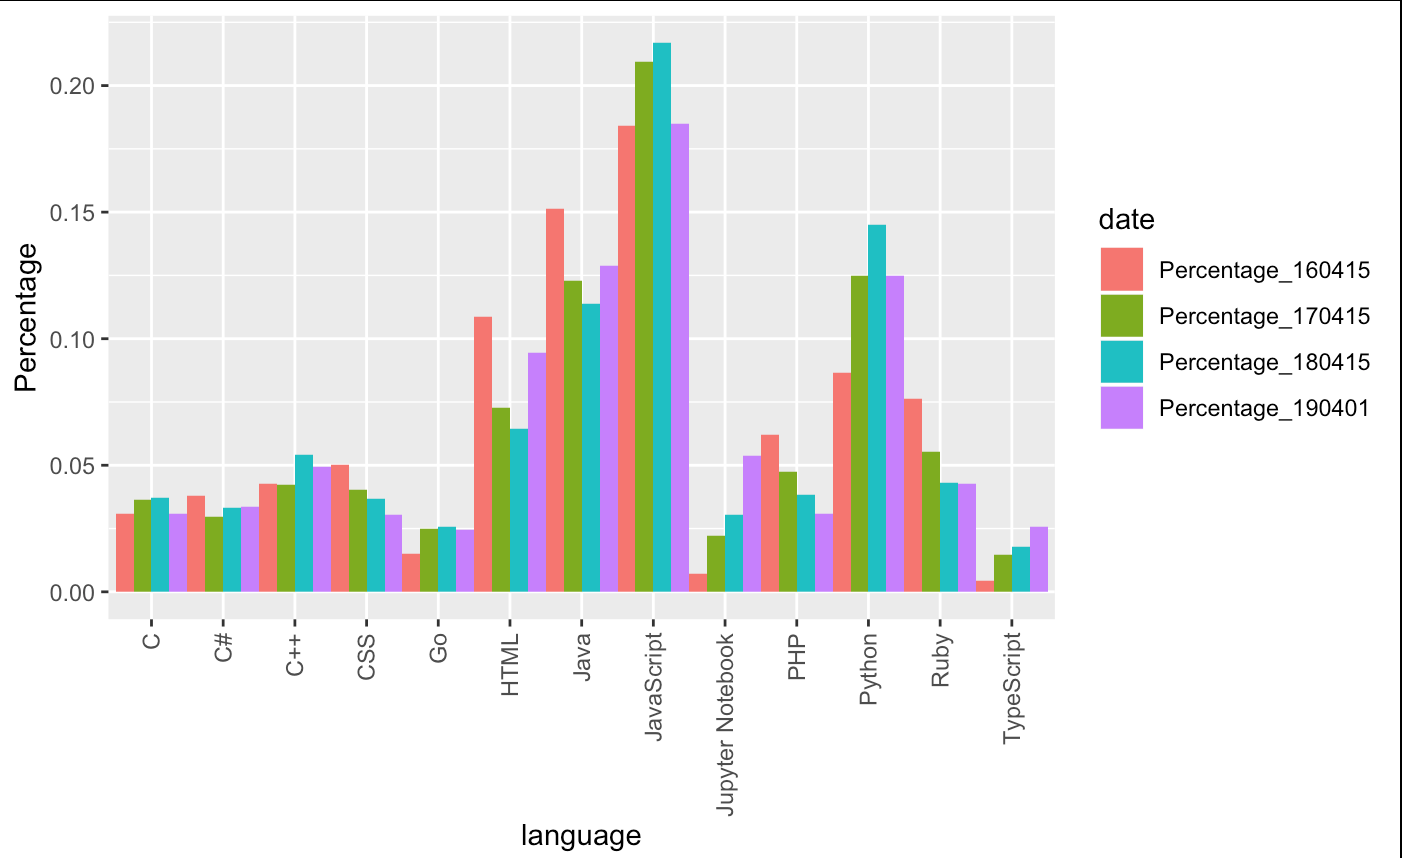 Percentage
0.20
0.15
0.10
0.05
0.00
C
C#
C++
CSS
Go
HTML
Java
JavaScript
Jupyter Notebook
PHP
Python
Ruby
TypeScript
language
date
Percentage_160415
Percentage_170415
Percentage_180415
Percentage_190401